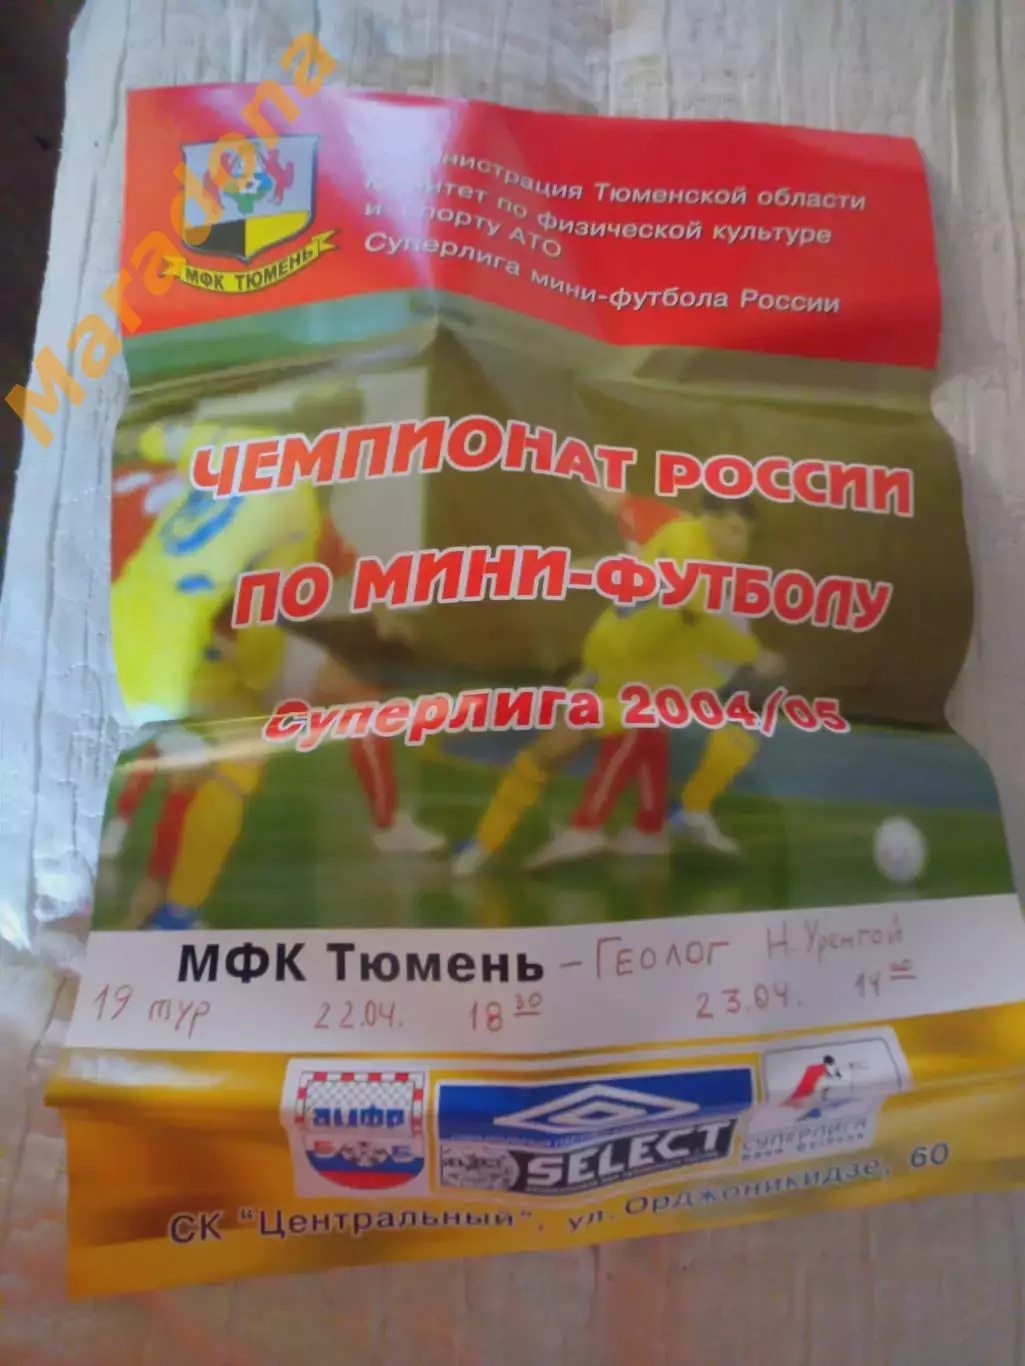 Maradona
МФК ТЮМЕНЬ
Тюменской области
по физической культуре
и спорту АТО
Суперлига мини-футбола России
ЧЕМПИОНАТ РОССИИ
ПО МИНИ-ФУТБОЛУ
Суперлига 2004/05
МФК Тюмень - Геолог Н. Уренгой
19 тур 22.04. 18 30 23.04. 14 00
АМФР
SELECT
СУПЕРЛИГА
СК "Центральный", ул. Орджоникидзе, 60